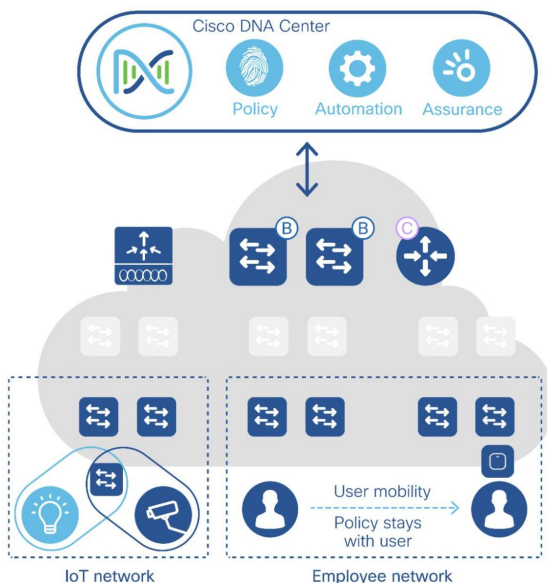 Cisco DNA Center
Policy Automation Assurance
B B C
User mobility
Policy stays
with user
IoT network Employee network